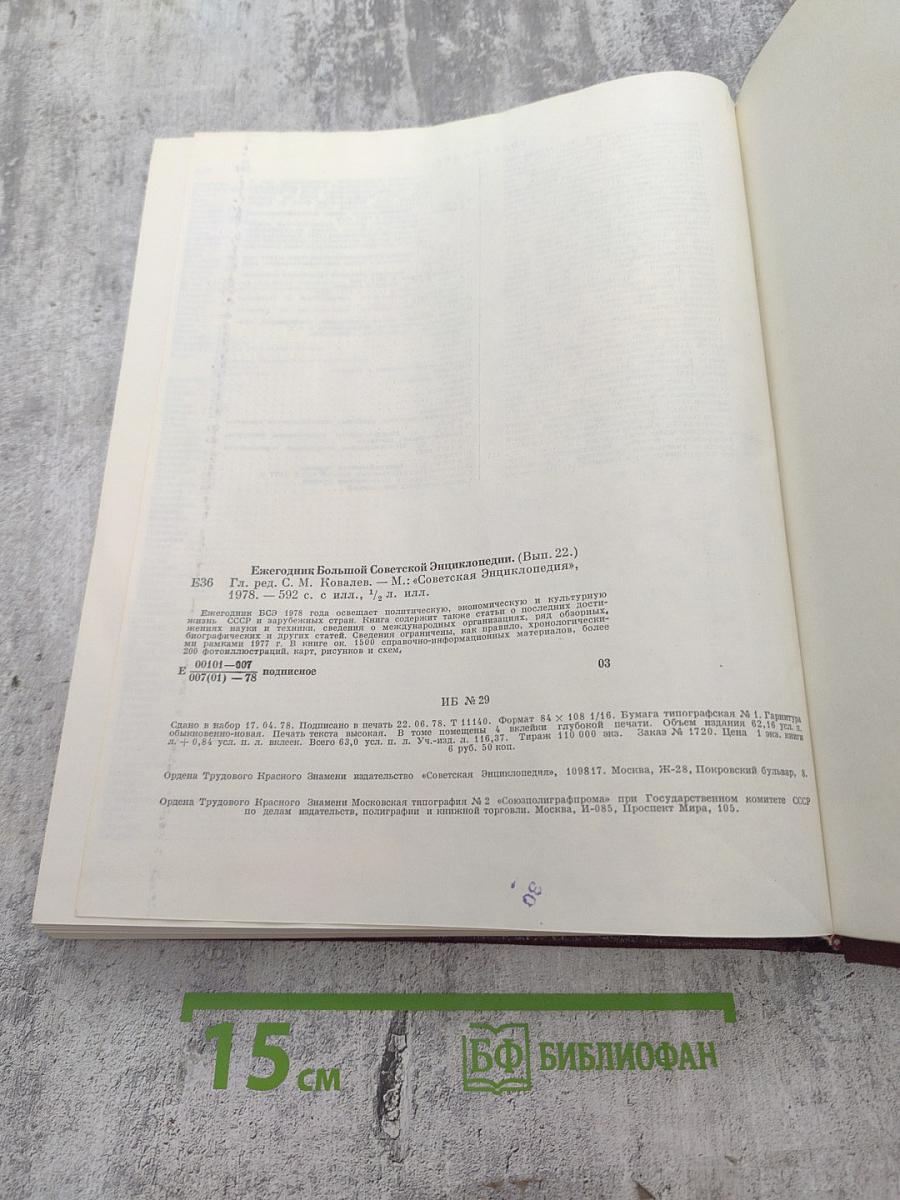 Ежегодник Большой Советской Энциклопедии. (Вып. 22.)
Е36 Гл. ред. С. М. Ковалев. — М.: «Советская Энциклопедия»,
1978. — 592 с. с илл., 1/2 л. илл.
Ежегодник БСЭ 1978 года освещает политическую, экономическую и культурную
жизнь СССР и зарубежных стран. Книга содержит также статьи о последних дости-
жениях науки и техники, сведения о международных организациях, ряд обзорных,
биографических и других статей. Сведения ограничены, как правило, хронологически-
ми рамками 1977 г. В книге ок. 1500 справочно-информационных материалов, более
200 фотоиллюстраций, карт, рисунков и схем.
Е 00101—007
007(01) — 78 подписное 03
ИБ № 29
Сдано в набор 17. 04. 78. Подписано в печать 22. 06. 78. Т 11140. Формат 84 × 108 1/16. Бумага типографская № 1. Гарнитура
обыкновенно-новая. Печать текста высокая. В томе помещены 4 вклейки глубокой печати. Объем издания 62,16 усл. п.
л. + 0,84 усл. п. л. вклеек. Всего 63,0 усл. п. л. Уч.-изд. л. 116,37. Тираж 110 000 экз. Заказ № 1720. Цена 1 экз. книги
6 руб. 50 коп.
Ордена Трудового Красного Знамени издательство «Советская Энциклопедия», 109817. Москва, Ж-28, Покровский бульвар, 8.
Ордена Трудового Красного Знамени Московская типография № 2 «Союзполиграфпрома» при Государственном комитете СССР
по делам издательств, полиграфии и книжной торговли. Москва, И-085, Проспект Мира, 105.
30
15 см
БФ БИБЛИОФАН